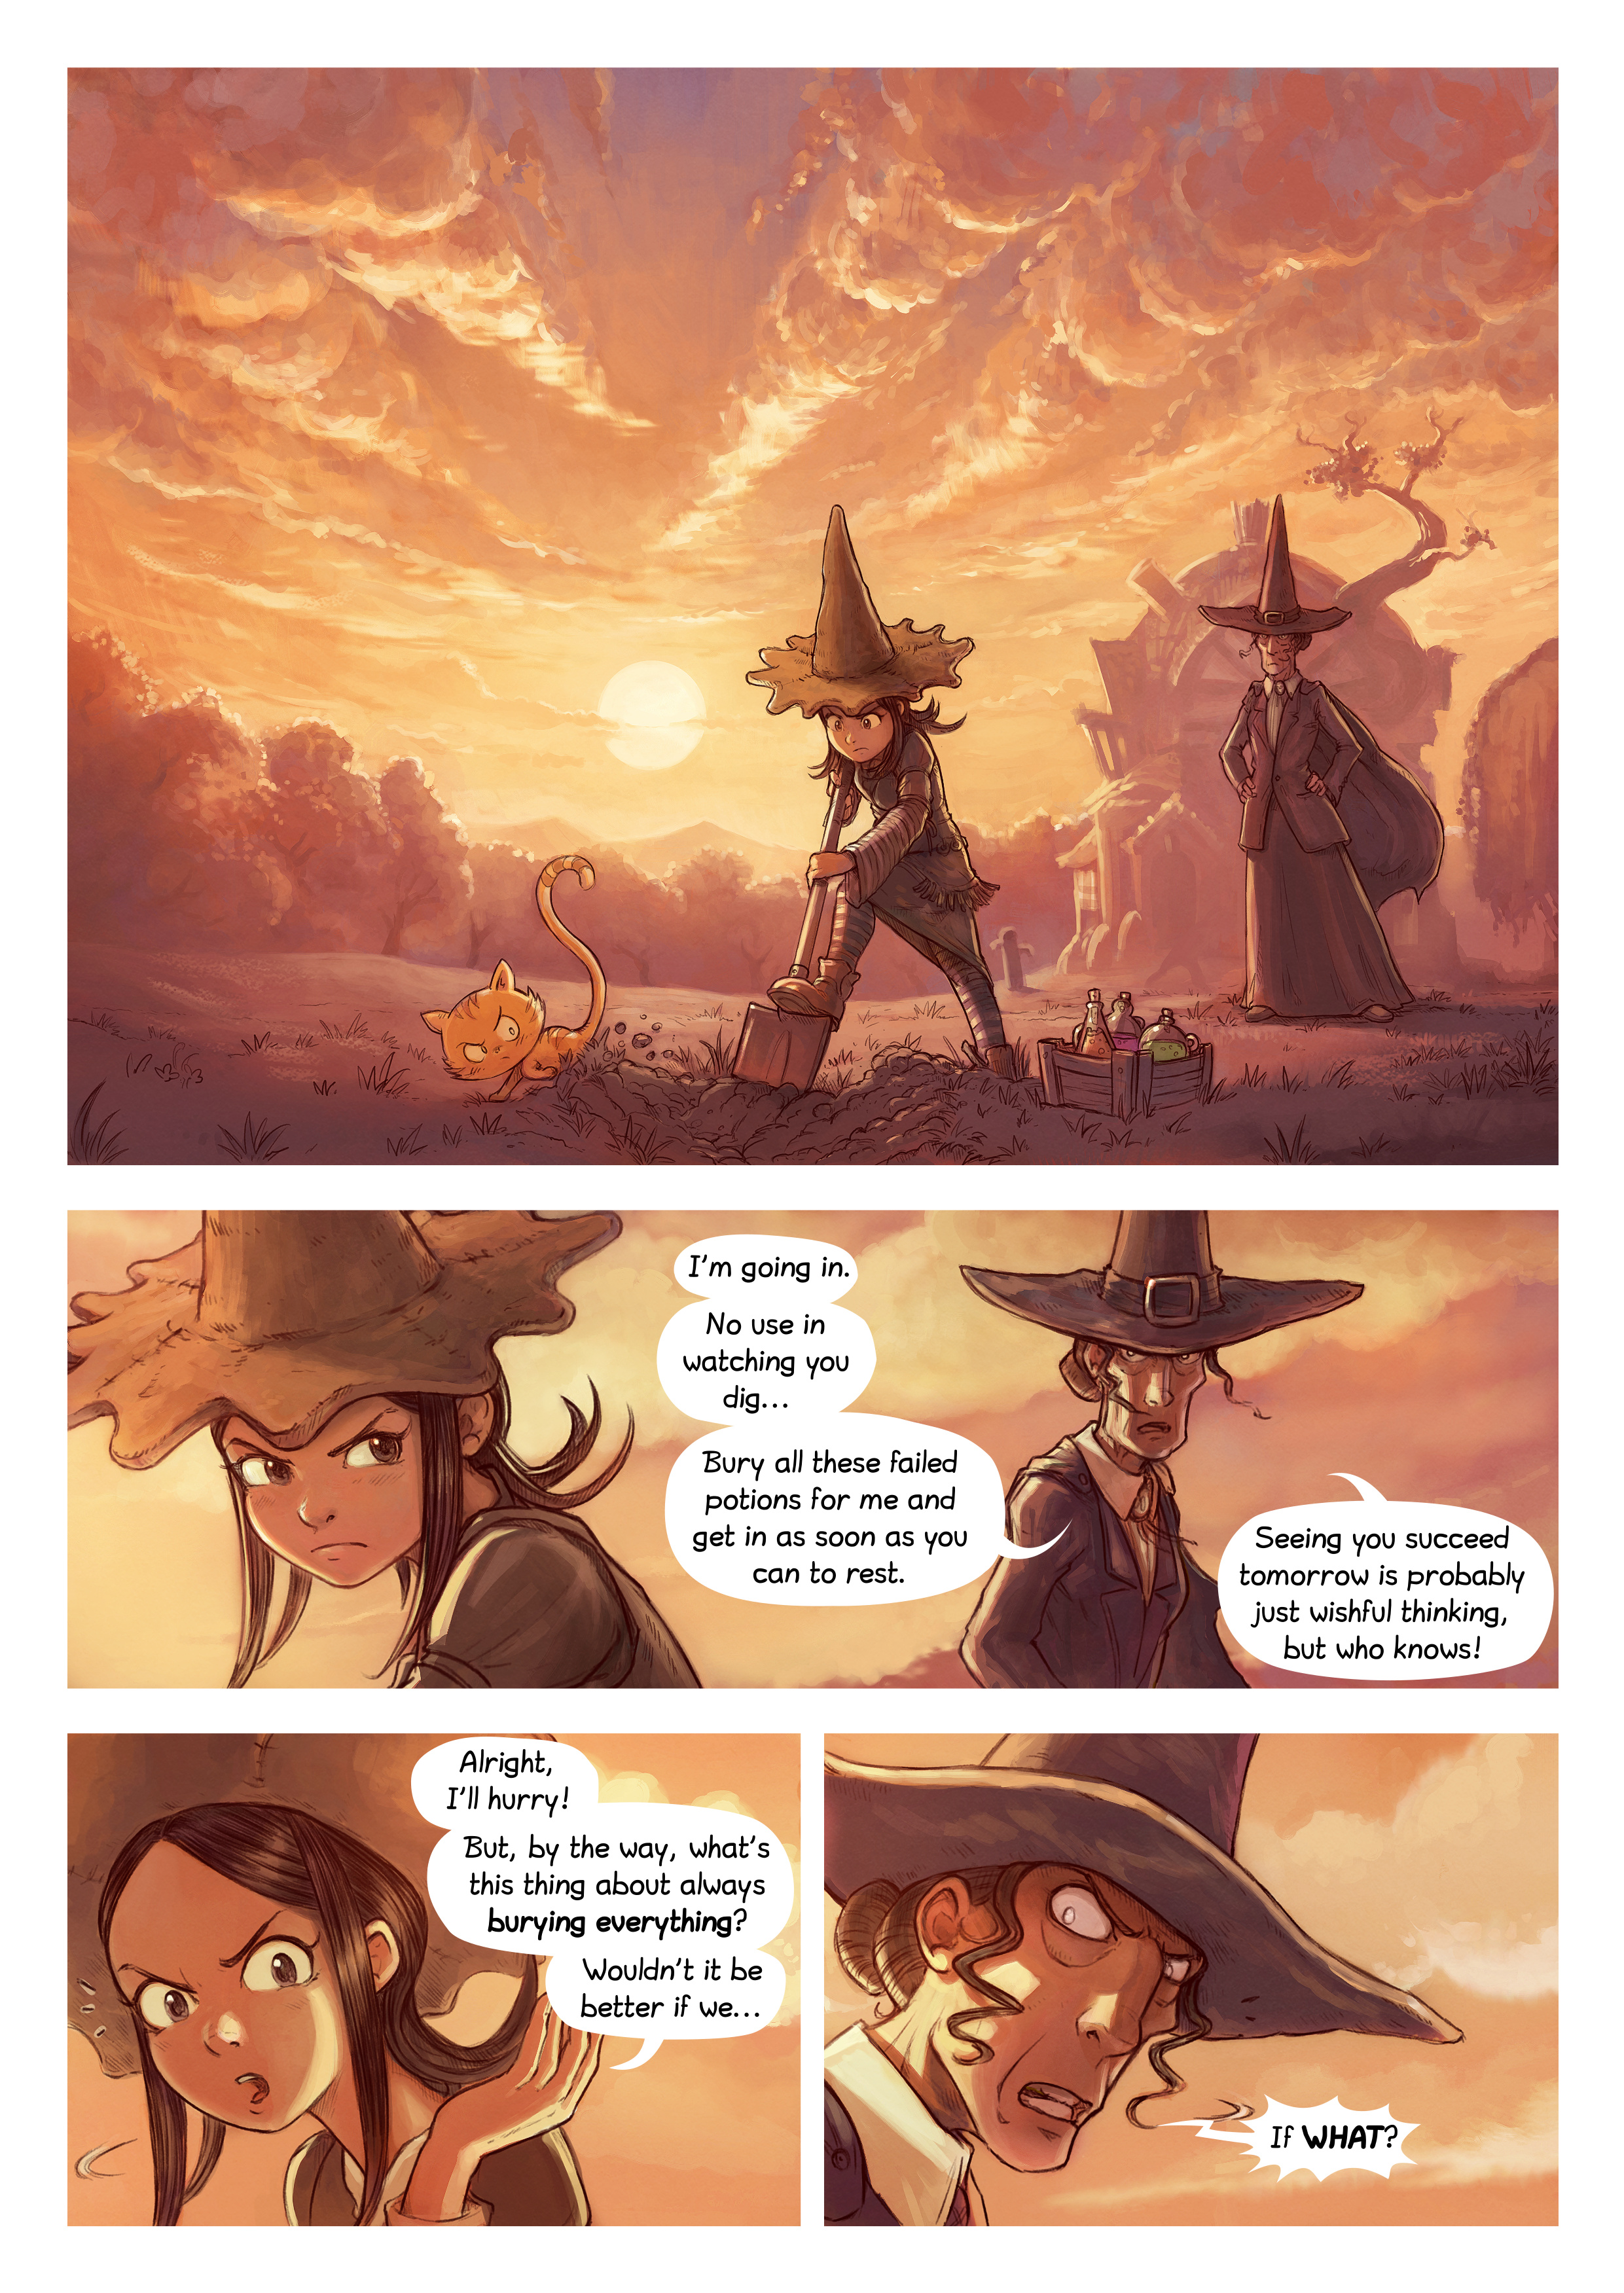 I'm going in.
No use in
watching you
dig...
Bury all these failed
potions for me and
get in as soon as you
can to rest.
Seeing you succeed
tomorrow is probably
just wishful thinking,
but who knows!
Alright,
I'll hurry!
But, by the way, what's
this thing about always
burying everything?
Wouldn't it be
better if we...
If WHAT?